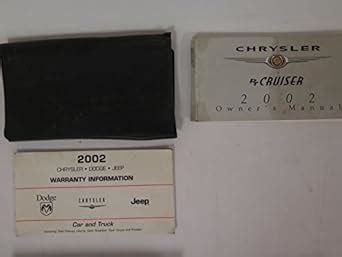 CHRYSLER
PT CRUISER
2002
Owner's Manual
2002
CHRYSLER • DODGE • JEEP
WARRANTY INFORMATION
Dodge
CHRYSLER
Jeep
Car and Truck